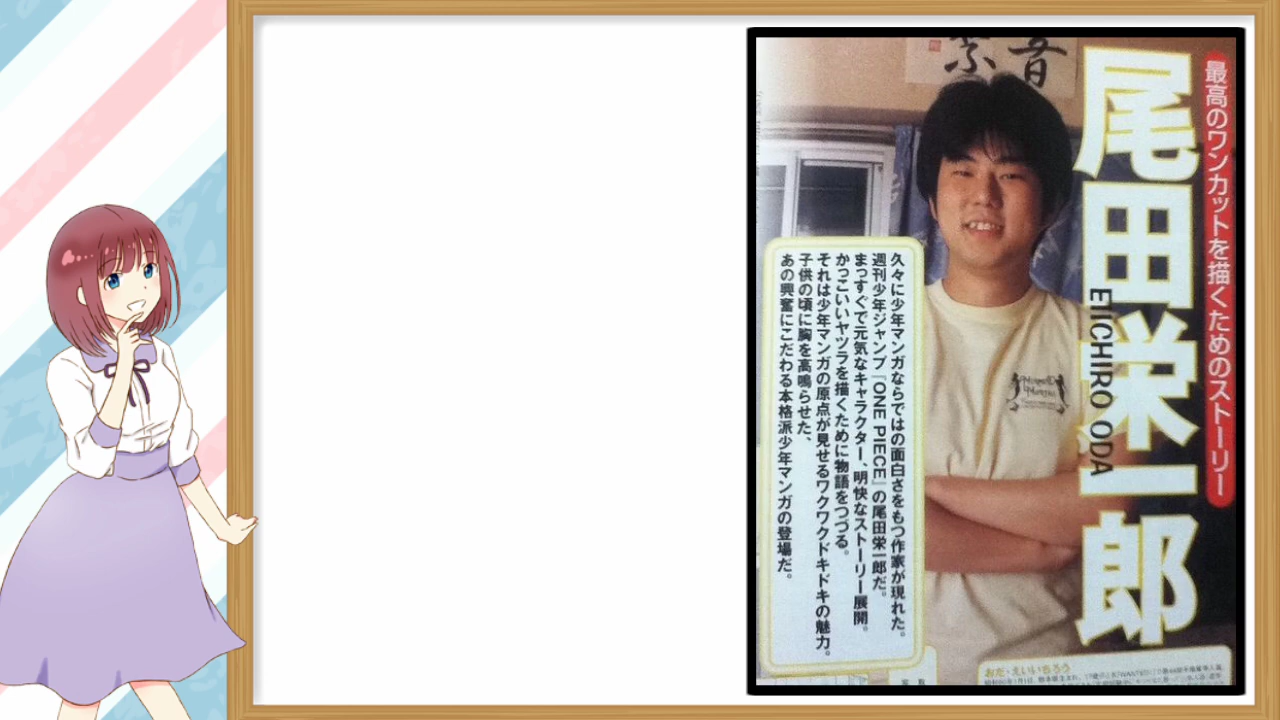 最高のワンカットを描くためのストーリー
尾田栄一郎
EIICHIRO ODA
久々に少年マンガならではの面白さをもつ作家が現れた。
週刊少年ジャンプ『ONE PIECE』の尾田栄一郎だ。
まっすぐで元気なキャラクター、明快なストーリー展開。
かっこいいヤツラを描くために物語をつづる。
それは少年マンガの原点が見せるワクワクドキドキの魅力。
子供の頃に胸を高鳴らせた、
あの興奮にこだわる本格派少年マンガの登場だ。
おだ・えいいちろう